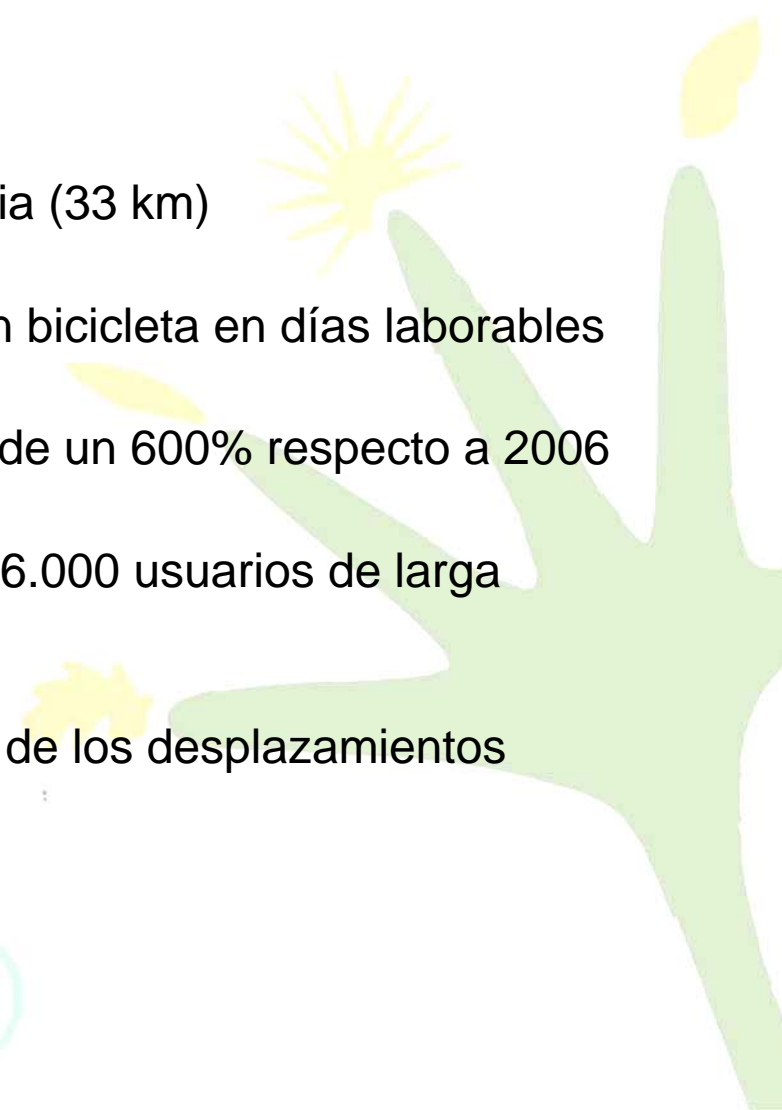 ia (33 km)
n bicicleta en días laborables
de un 600% respecto a 2006
6.000 usuarios de larga
de los desplazamientos